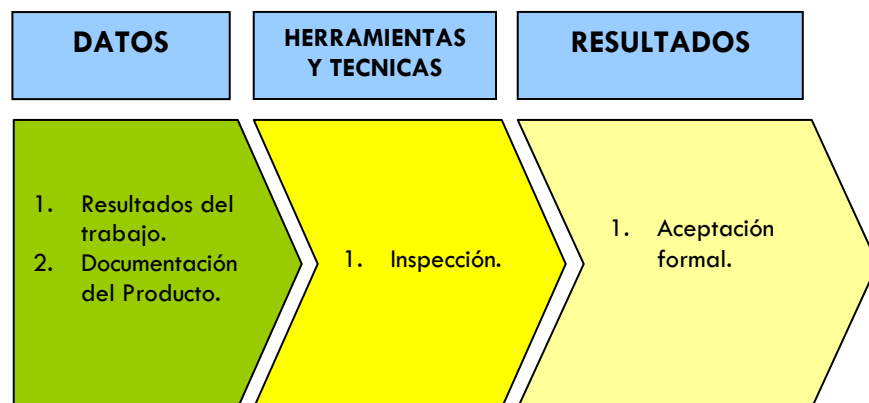 DATOS
HERRAMIENTAS
Y TECNICAS
RESULTADOS
1. Resultados del
trabajo.
2. Documentación
del Producto.
1. Inspección.
1. Aceptación
formal.